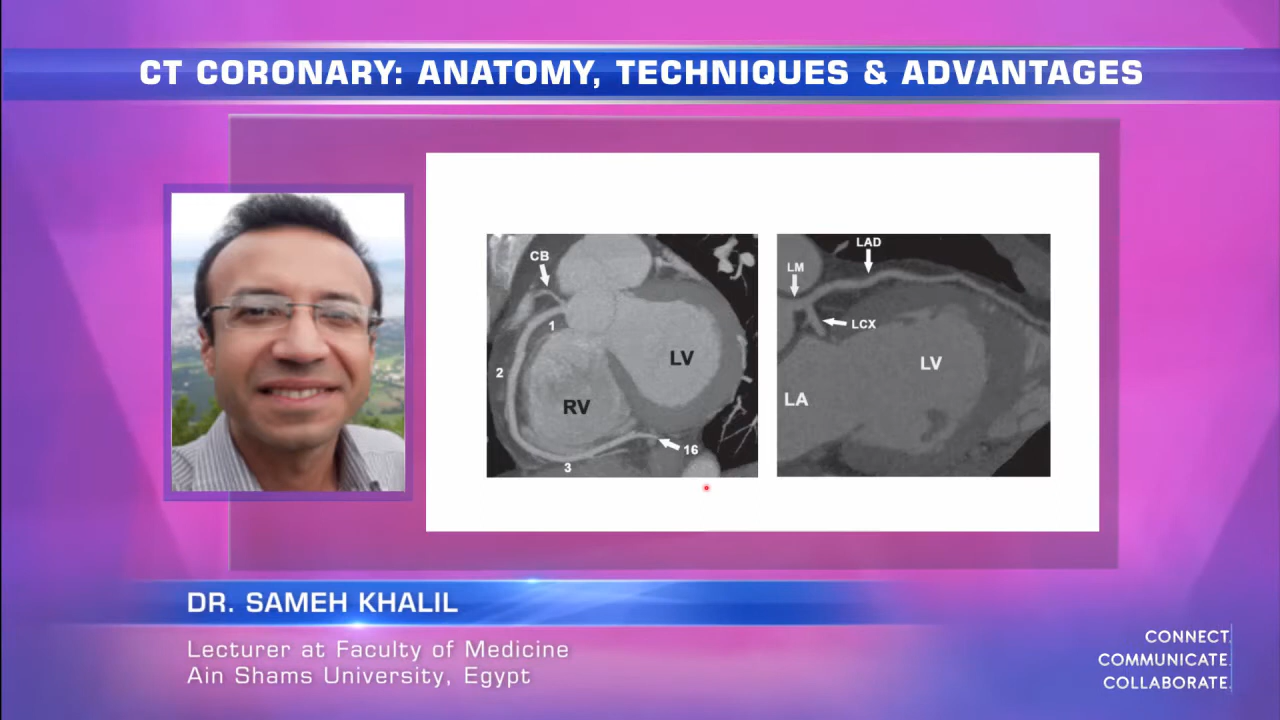 CT CORONARY: ANATOMY, TECHNIQUES & ADVANTAGES
CB
1
2
LV
RV
16
3
LAD
LM
LCX
LV
LA
DR. SAMEH KHALIL
Lecturer at Faculty of Medicine
Ain Shams University, Egypt
CONNECT.
COMMUNICATE.
COLLABORATE.